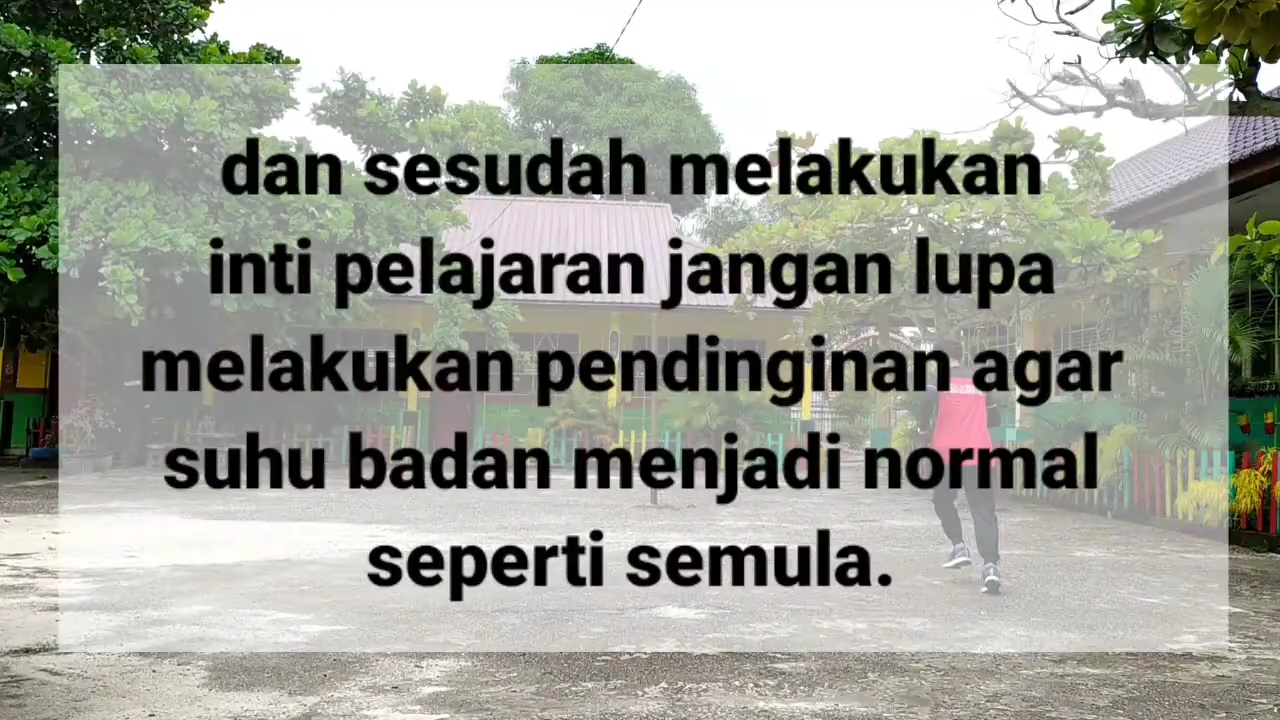 dan sesudah melakukan
inti pelajaran jangan lupa
melakukan pendinginan agar
suhu badan menjadi normal
seperti semula.